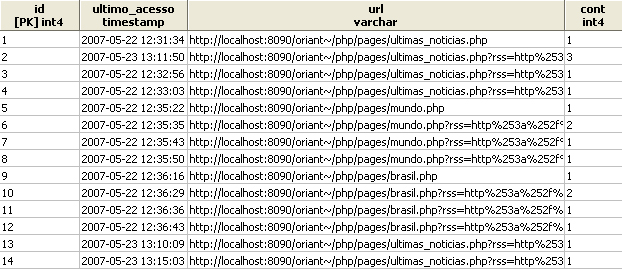 id ultimo_acesso url cont
[PK] int4 timestamp varchar int4
1 2007-05-22 12:31:34 http://localhost:8090/oriant~/php/pages/ultimas_noticias.php 1
2 2007-05-23 13:11:50 http://localhost:8090/oriant~/php/pages/ultimas_noticias.php?rss=http%253 3
3 2007-05-22 12:32:56 http://localhost:8090/oriant~/php/pages/ultimas_noticias.php?rss=http%253 1
4 2007-05-22 12:33:03 http://localhost:8090/oriant~/php/pages/ultimas_noticias.php?rss=http%253 1
5 2007-05-22 12:35:22 http://localhost:8090/oriant~/php/pages/mundo.php 1
6 2007-05-22 12:35:35 http://localhost:8090/oriant~/php/pages/mundo.php?rss=http%253a%252f% 2
7 2007-05-22 12:35:43 http://localhost:8090/oriant~/php/pages/mundo.php?rss=http%253a%252f% 1
8 2007-05-22 12:35:50 http://localhost:8090/oriant~/php/pages/mundo.php?rss=http%253a%252f% 1
9 2007-05-22 12:36:16 http://localhost:8090/oriant~/php/pages/brasil.php 1
10 2007-05-22 12:36:29 http://localhost:8090/oriant~/php/pages/brasil.php?rss=http%253a%252f% 2
11 2007-05-22 12:36:36 http://localhost:8090/oriant~/php/pages/brasil.php?rss=http%253a%252f% 1
12 2007-05-22 12:36:43 http://localhost:8090/oriant~/php/pages/brasil.php?rss=http%253a%252f% 1
13 2007-05-23 13:10:09 http://localhost:8090/oriant~/php/pages/ultimas_noticias.php?rss=http%253 1
14 2007-05-23 13:15:03 http://localhost:8090/oriant~/php/pages/ultimas_noticias.php?rss=http%253 1